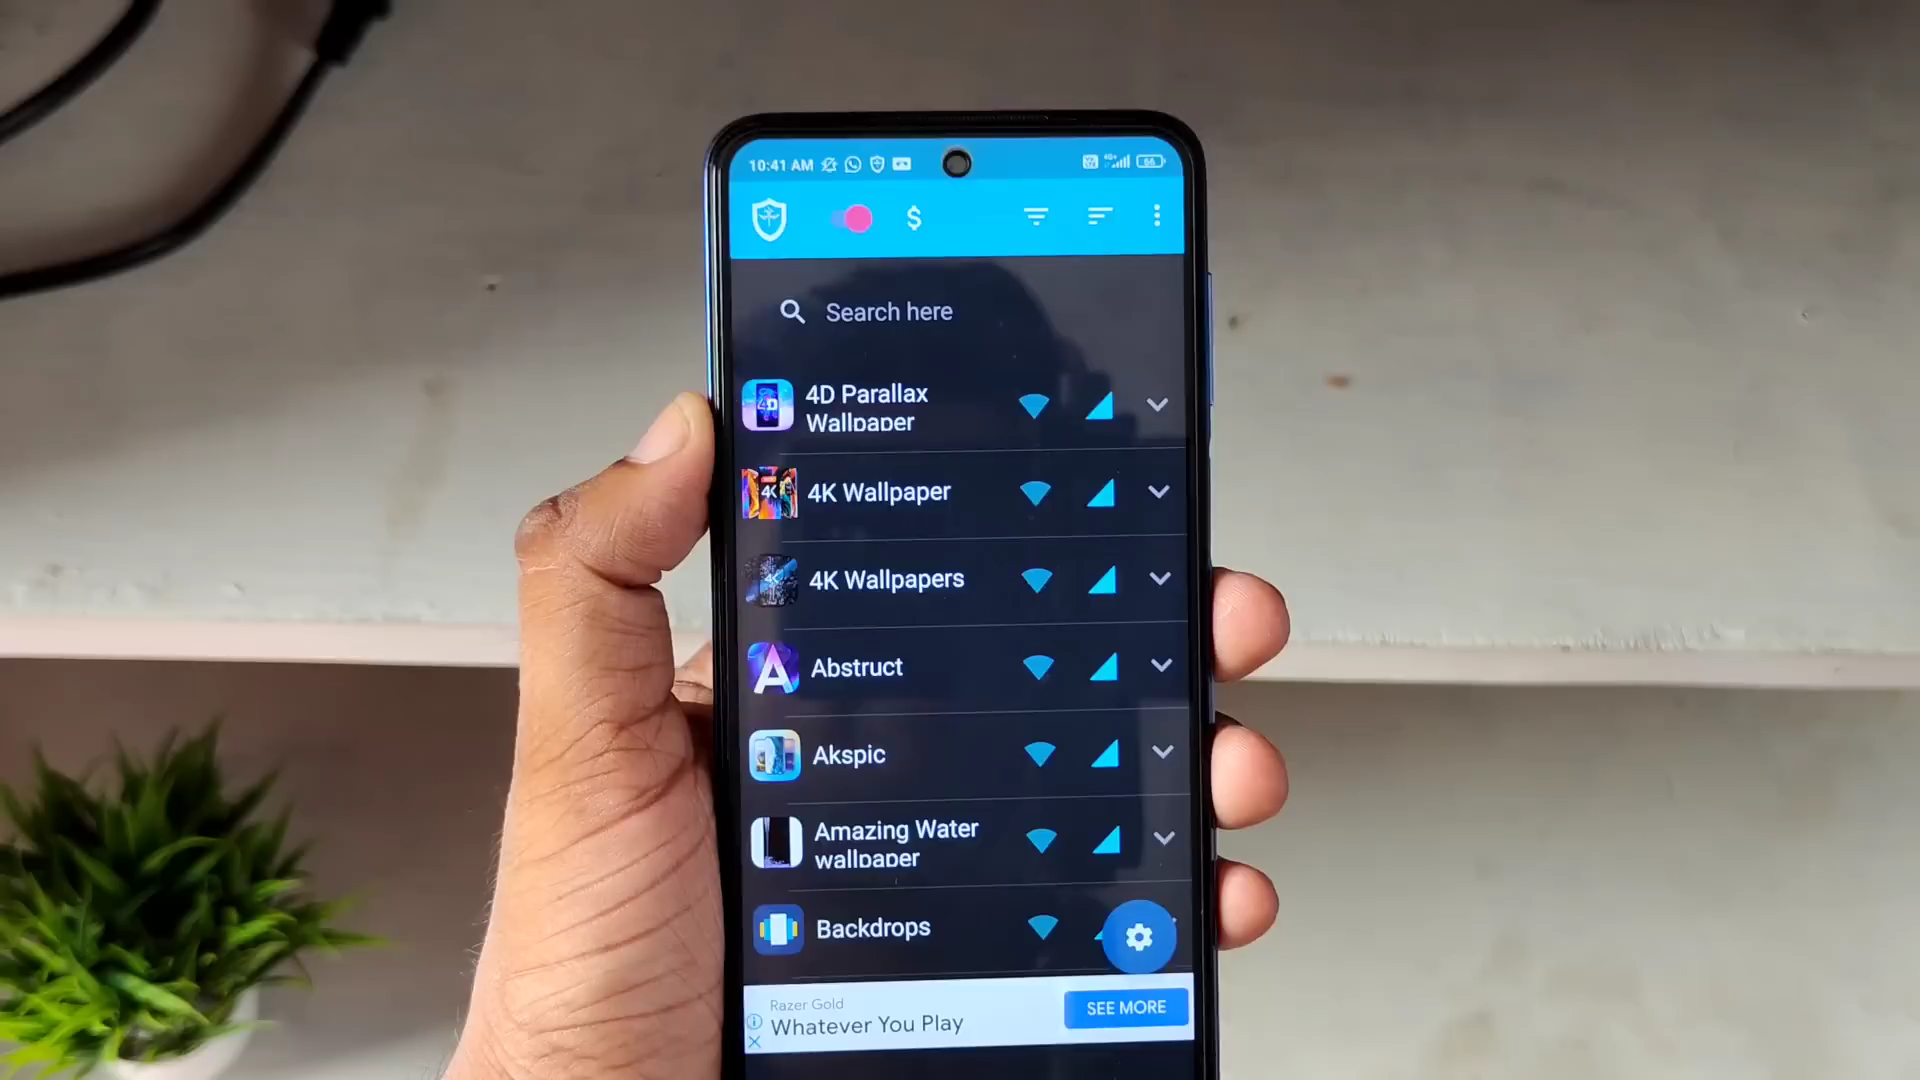 10:41 AM
66
$
Search here
4D Parallax
Wallpaper
4K Wallpaper
4K Wallpapers
Abstruct
Akspic
Amazing Water
wallpaper
Backdrops
Razer Gold
Whatever You Play
SEE MORE